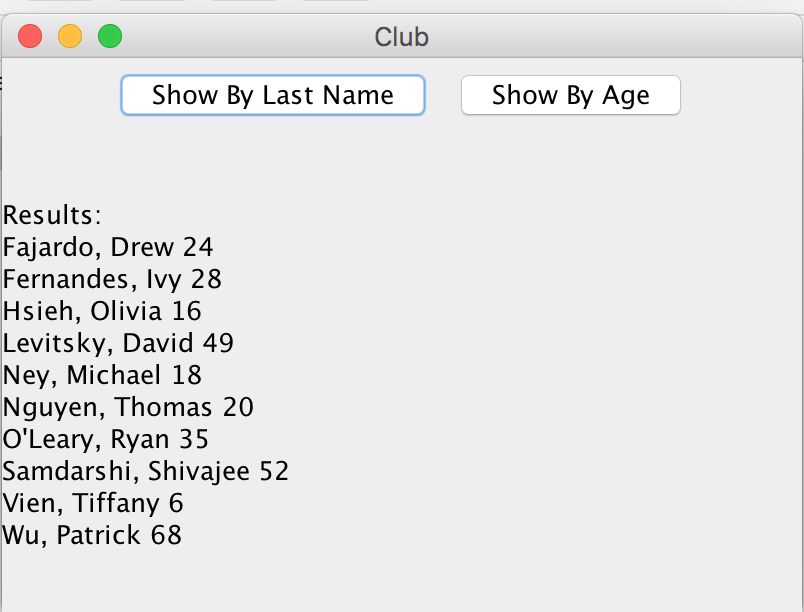 Club
Show By Last Name Show By Age
Results:
Fajardo, Drew 24
Fernandes, Ivy 28
Hsieh, Olivia 16
Levitsky, David 49
Ney, Michael 18
Nguyen, Thomas 20
O'Leary, Ryan 35
Samdarshi, Shivajee 52
Vien, Tiffany 6
Wu, Patrick 68